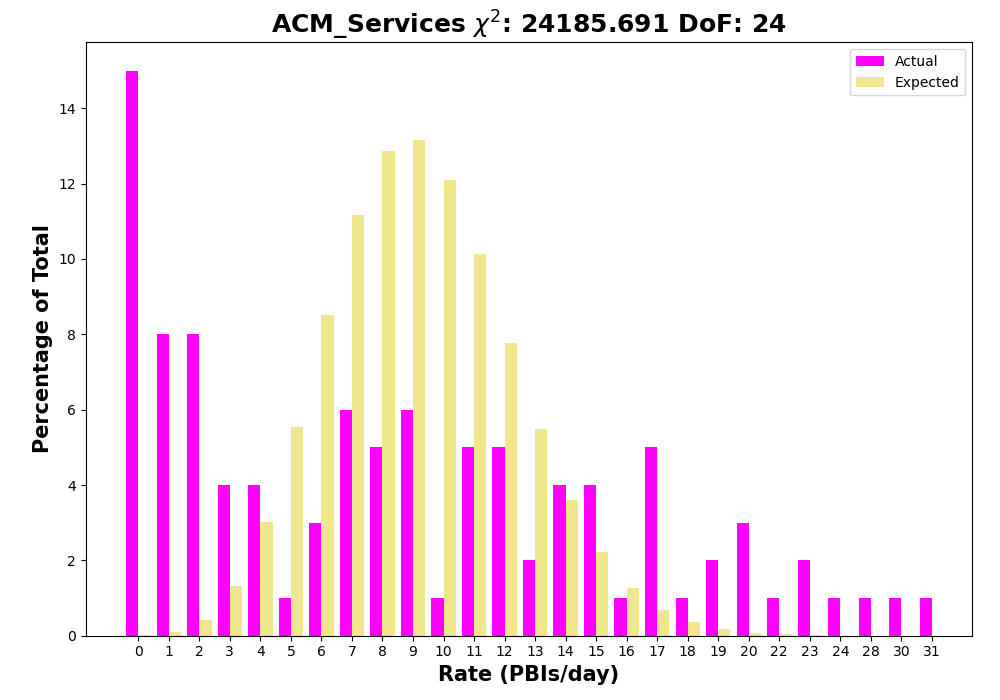 ACM_Services χ²: 24185.691 DoF: 24
Actual
Expected
Percentage of Total
14
12
10
8
6
4
2
0
0 1 2 3 4 5 6 7 8 9 10 11 12 13 14 15 16 17 18 19 20 22 23 24 28 30 31
Rate (PBIs/day)